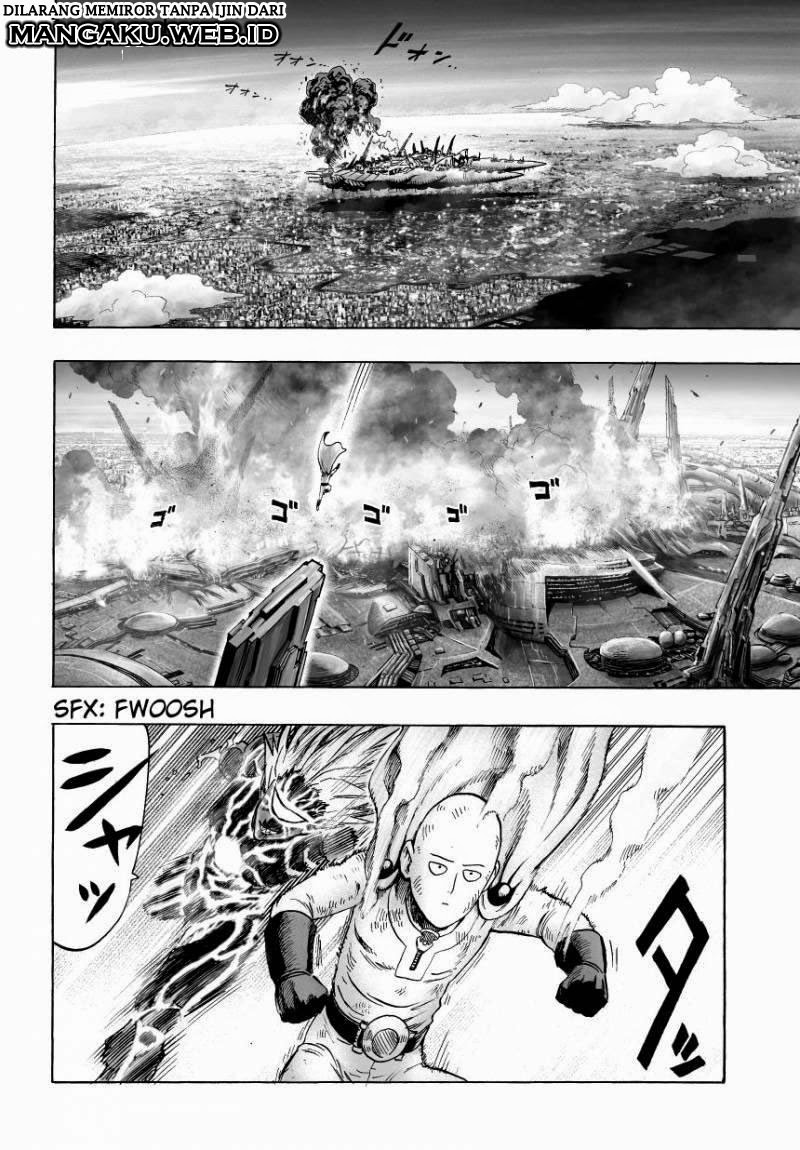 DILARANG MEMIROR TANPA IJIN DARI
MANGAKU.WEB.ID
ドォオン
オオン
オオン
ゴ ゴ ゴ ゴ ゴ
SFX: FWOOSH
シャッ
タッ